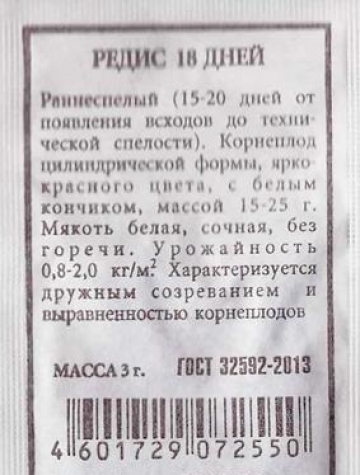 РЕДИС 18 ДНЕЙ
Раннеспелый (15-20 дней от
появления всходов до техни-
ческой спелости). Корнеплод
цилиндрической формы, ярко-
красного цвета, с белым
кончиком, массой 15-25 г.
Мякоть белая, сочная, без
горечи. Урожайность
0,8-2,0 кг/м² Характеризуется
дружным созреванием и
выравненностью корнеплодов
МАССА 3 г. ГОСТ 32592-2013
4 601729 072550